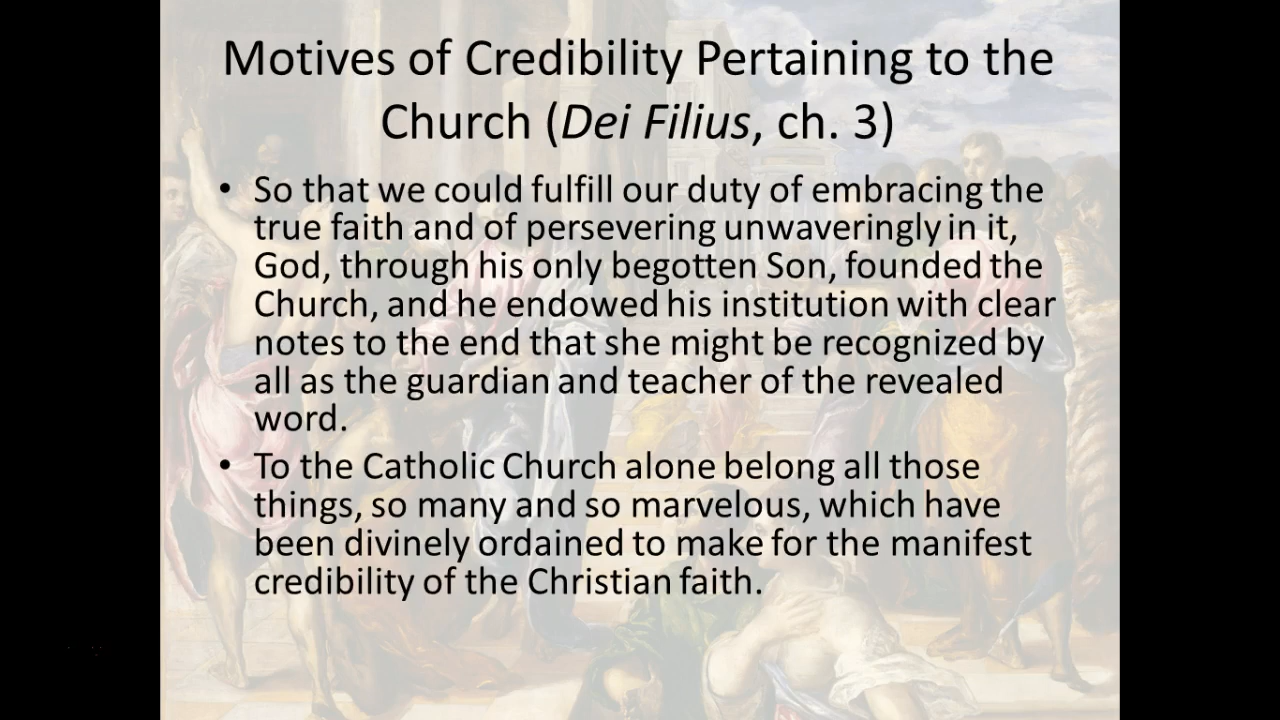 Motives of Credibility Pertaining to the
Church (Dei Filius, ch. 3)
• So that we could fulfill our duty of embracing the
true faith and of persevering unwaveringly in it,
God, through his only begotten Son, founded the
Church, and he endowed his institution with clear
notes to the end that she might be recognized by
all as the guardian and teacher of the revealed
word.
• To the Catholic Church alone belong all those
things, so many and so marvelous, which have
been divinely ordained to make for the manifest
credibility of the Christian faith.